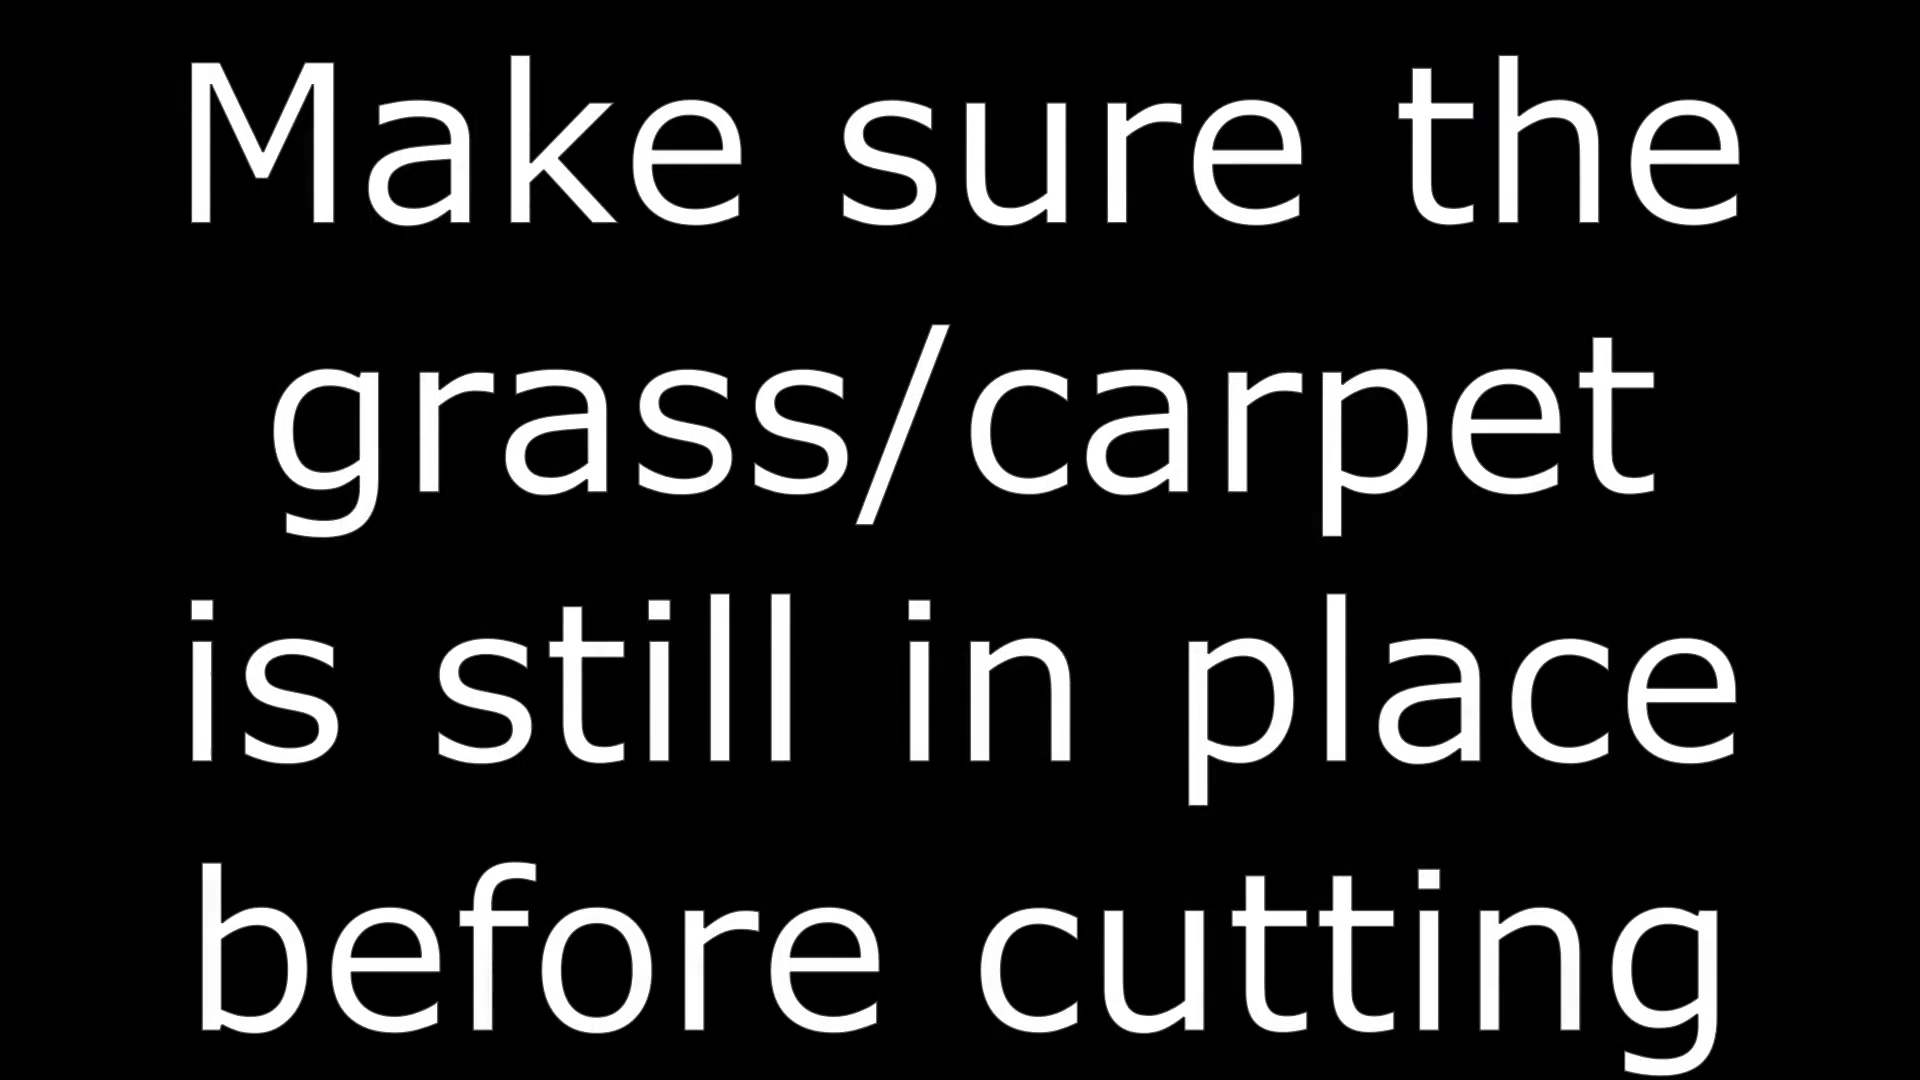 Make sure the
grass/carpet
is still in place
before cutting